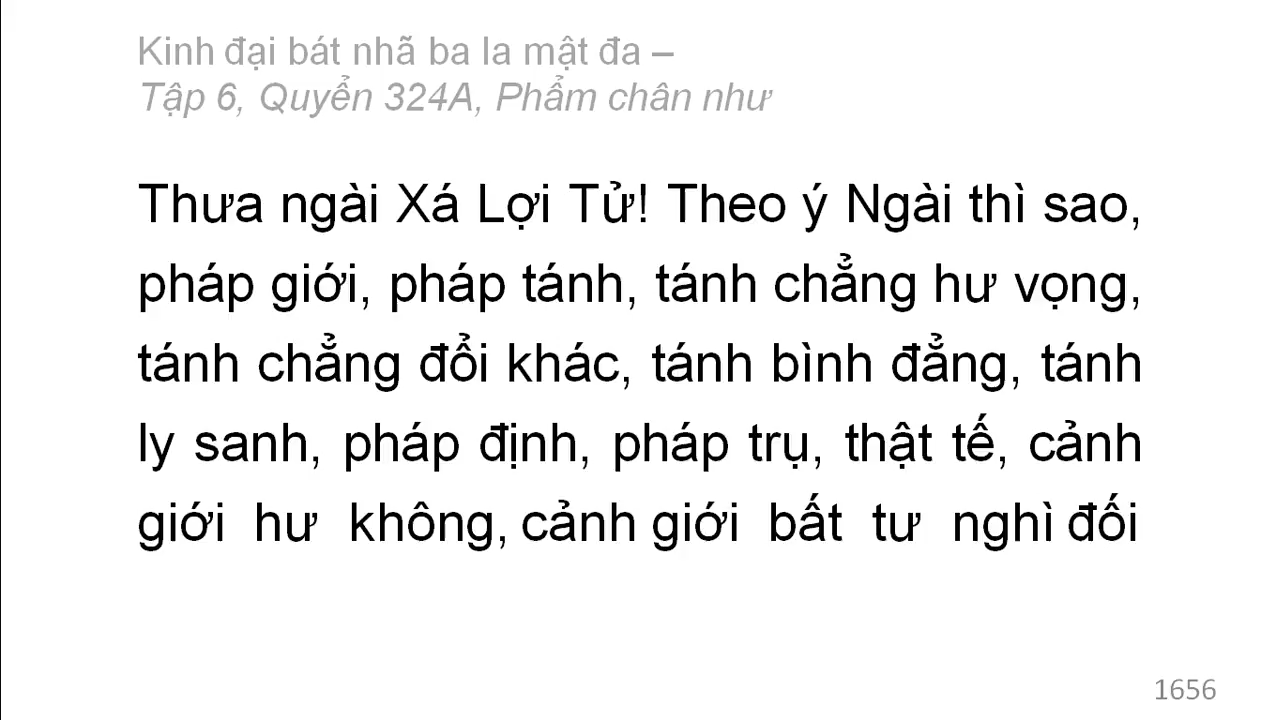 Kinh đại bát nhã ba la mật đa –
Tập 6, Quyển 324A, Phẩm chân như
Thưa ngài Xá Lợi Tử! Theo ý Ngài thì sao,
pháp giới, pháp tánh, tánh chẳng hư vọng,
tánh chẳng đổi khác, tánh bình đẳng, tánh
ly sanh, pháp định, pháp trụ, thật tế, cảnh
giới hư không, cảnh giới bất tư nghì đối
1656